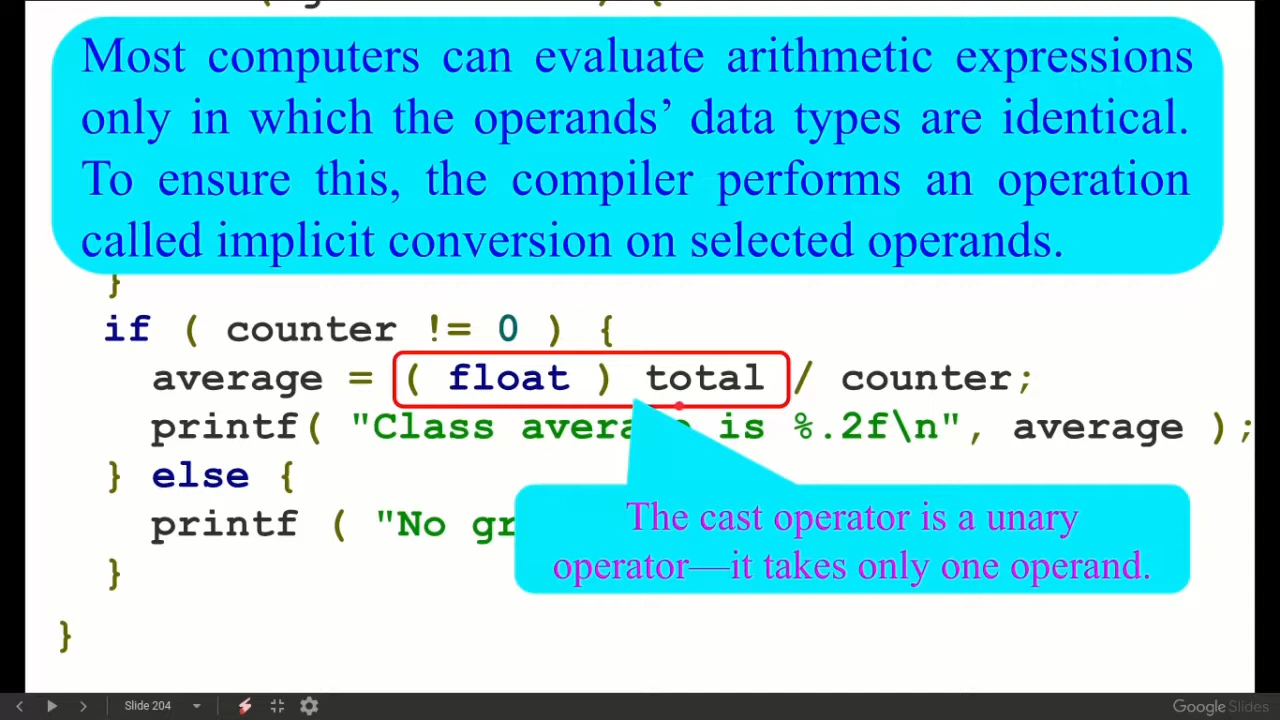 Most computers can evaluate arithmetic expressions
only in which the operands’ data types are identical.
To ensure this, the compiler performs an operation
called implicit conversion on selected operands.
}
if ( counter != 0 ) {
average = ( float ) total / counter;
printf( "Class average is %.2f\n", average );
} else {
printf ( "No gr
}
The cast operator is a unary
operator—it takes only one operand.
}
Slide 204
Google Slides